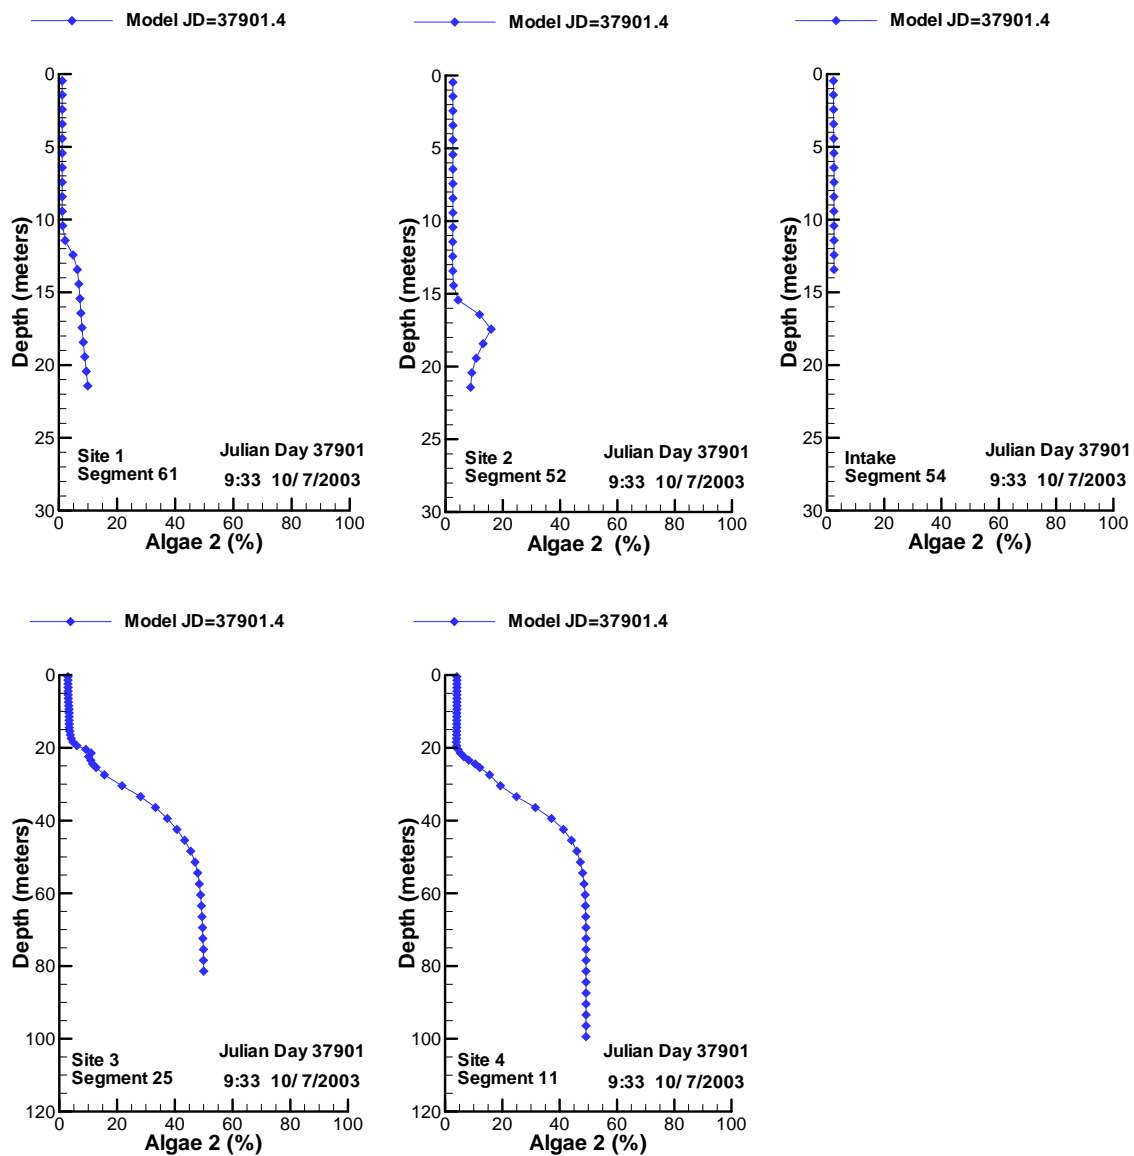 Model JD=37901.4
0
5
10
15
20
25
30
Depth (meters)
Site 1
Segment 61
Julian Day 37901
9:33 10/ 7/2003
0 20 40 60 80 100
Algae 2 (%)
Model JD=37901.4
0
5
10
15
20
25
30
Depth (meters)
Site 2
Segment 52
Julian Day 37901
9:33 10/ 7/2003
0 20 40 60 80 100
Algae 2 (%)
Model JD=37901.4
0
5
10
15
20
25
30
Depth (meters)
Intake
Segment 54
Julian Day 37901
9:33 10/ 7/2003
0 20 40 60 80 100
Algae 2 (%)
Model JD=37901.4
0
20
40
60
80
100
120
Depth (meters)
Site 3
Segment 25
Julian Day 37901
9:33 10/ 7/2003
0 20 40 60 80 100
Algae 2 (%)
Model JD=37901.4
0
20
40
60
80
100
120
Depth (meters)
Site 4
Segment 11
Julian Day 37901
9:33 10/ 7/2003
0 20 40 60 80 100
Algae 2 (%)